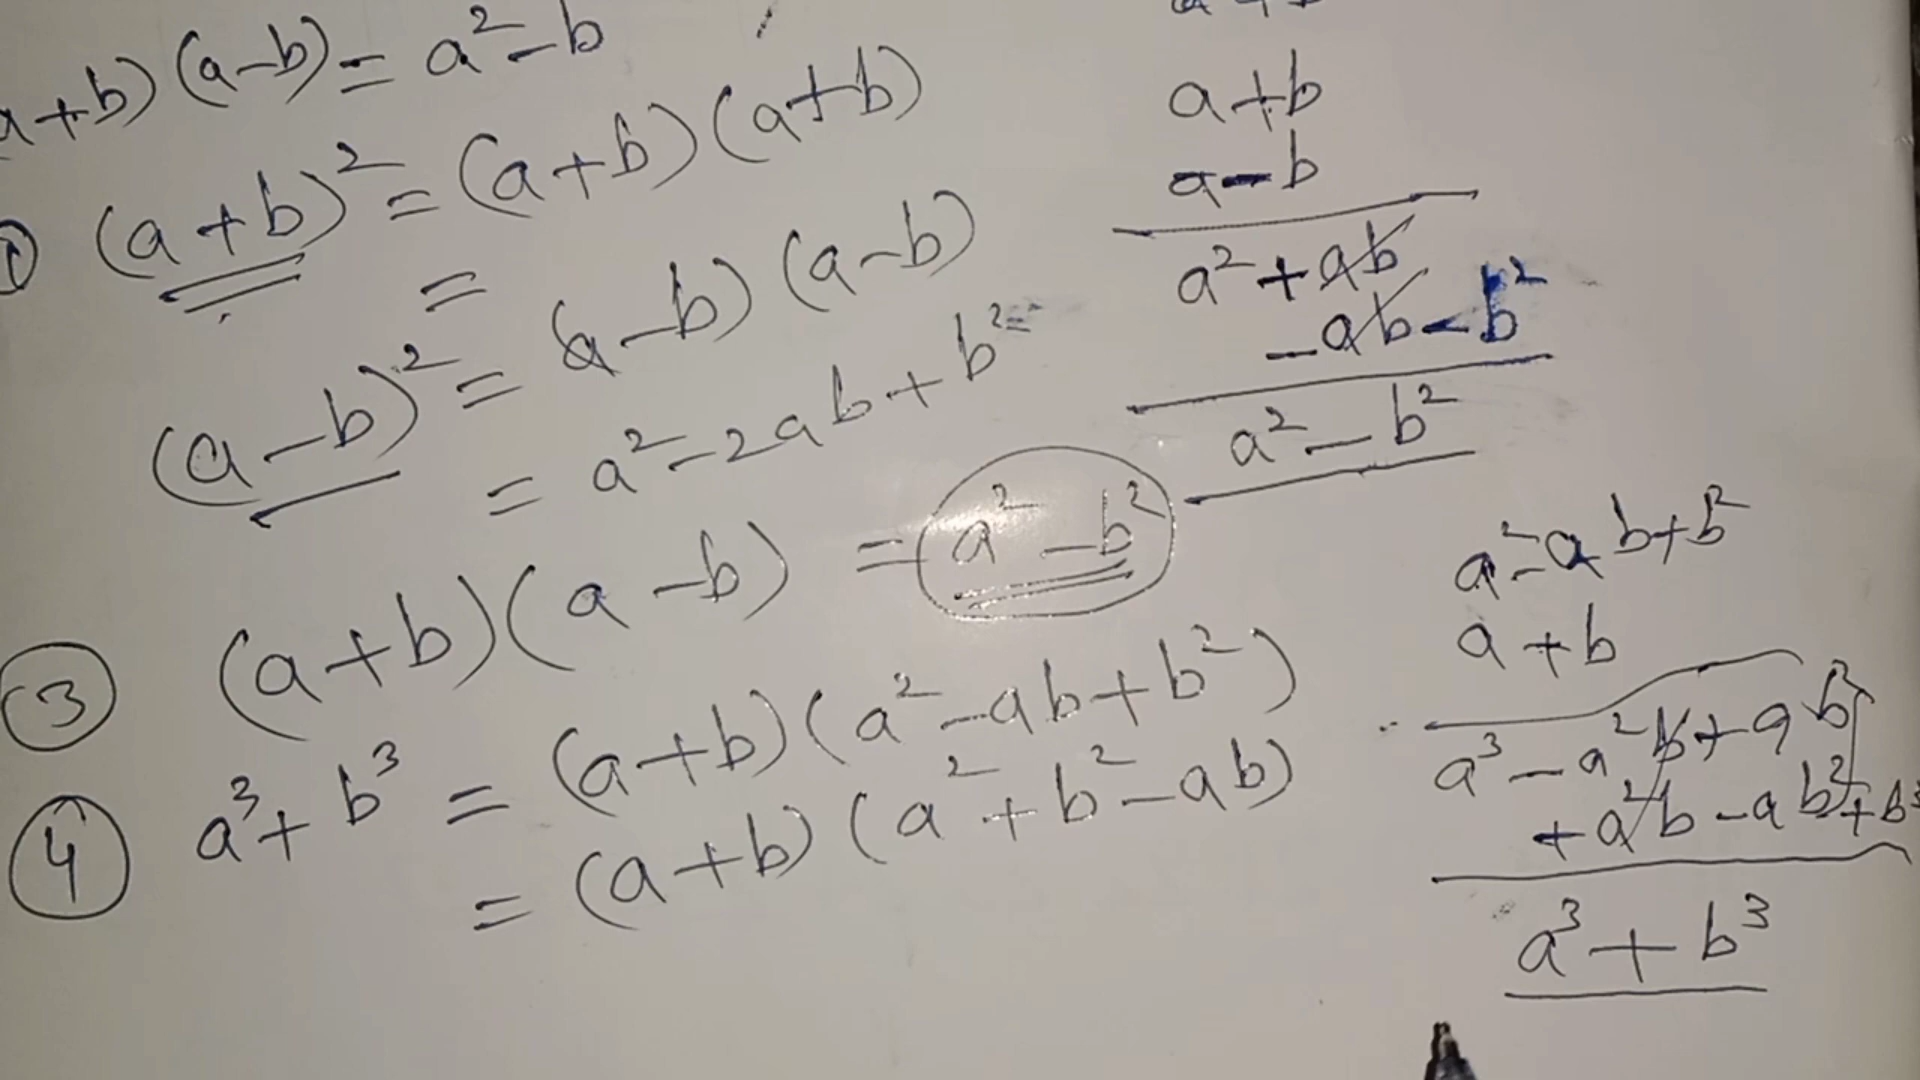 a+b)(a-b) = a²-b
① (a+b)² = (a+b)(a+b)
=
(a-b)² = (a-b)(a-b)
= a²-2ab+b²
③ (a+b)(a-b) = a²-b²
④ a³+b³ = (a+b)(a²-ab+b²)
= (a+b)(a²+b²-ab)
a+b
a-b
a²+ab
-ab-b²
a²-b²
a²-ab+b²
a+b
a³-a²b+ab²
+a²b-ab²+b³
a³+b³